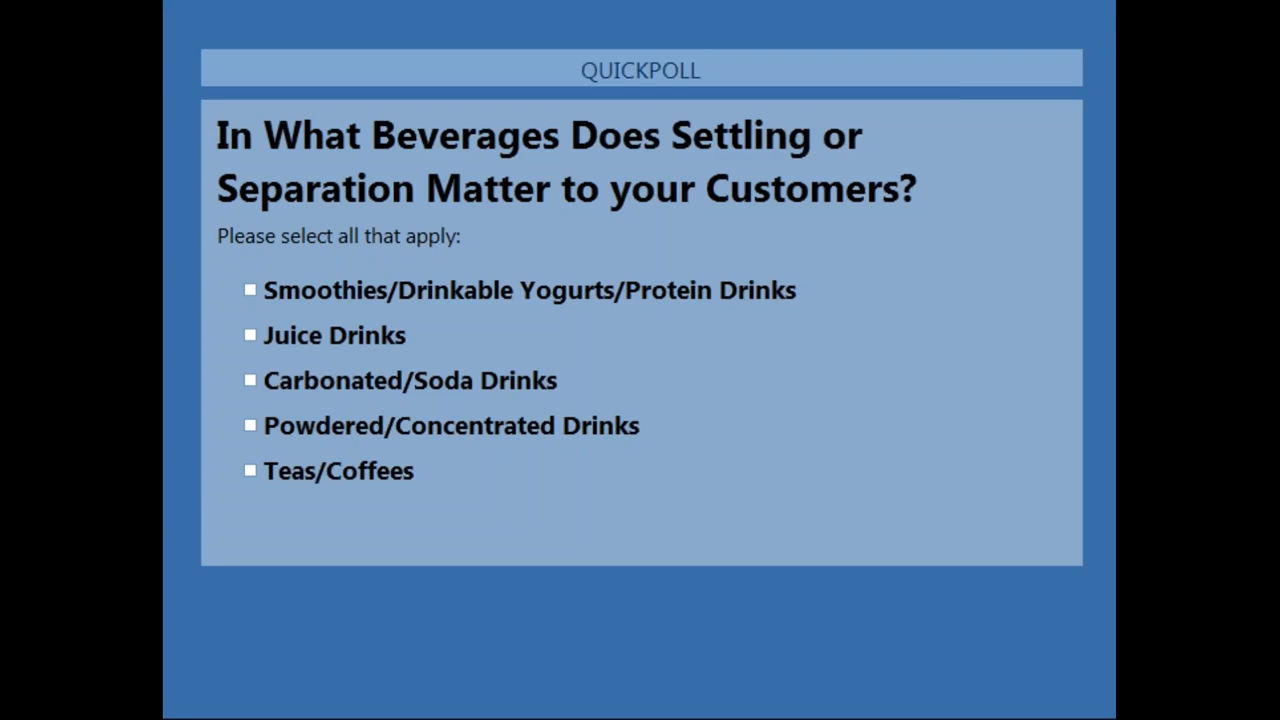 QUICKPOLL
In What Beverages Does Settling or
Separation Matter to your Customers?
Please select all that apply:
Smoothies/Drinkable Yogurts/Protein Drinks
Juice Drinks
Carbonated/Soda Drinks
Powdered/Concentrated Drinks
Teas/Coffees